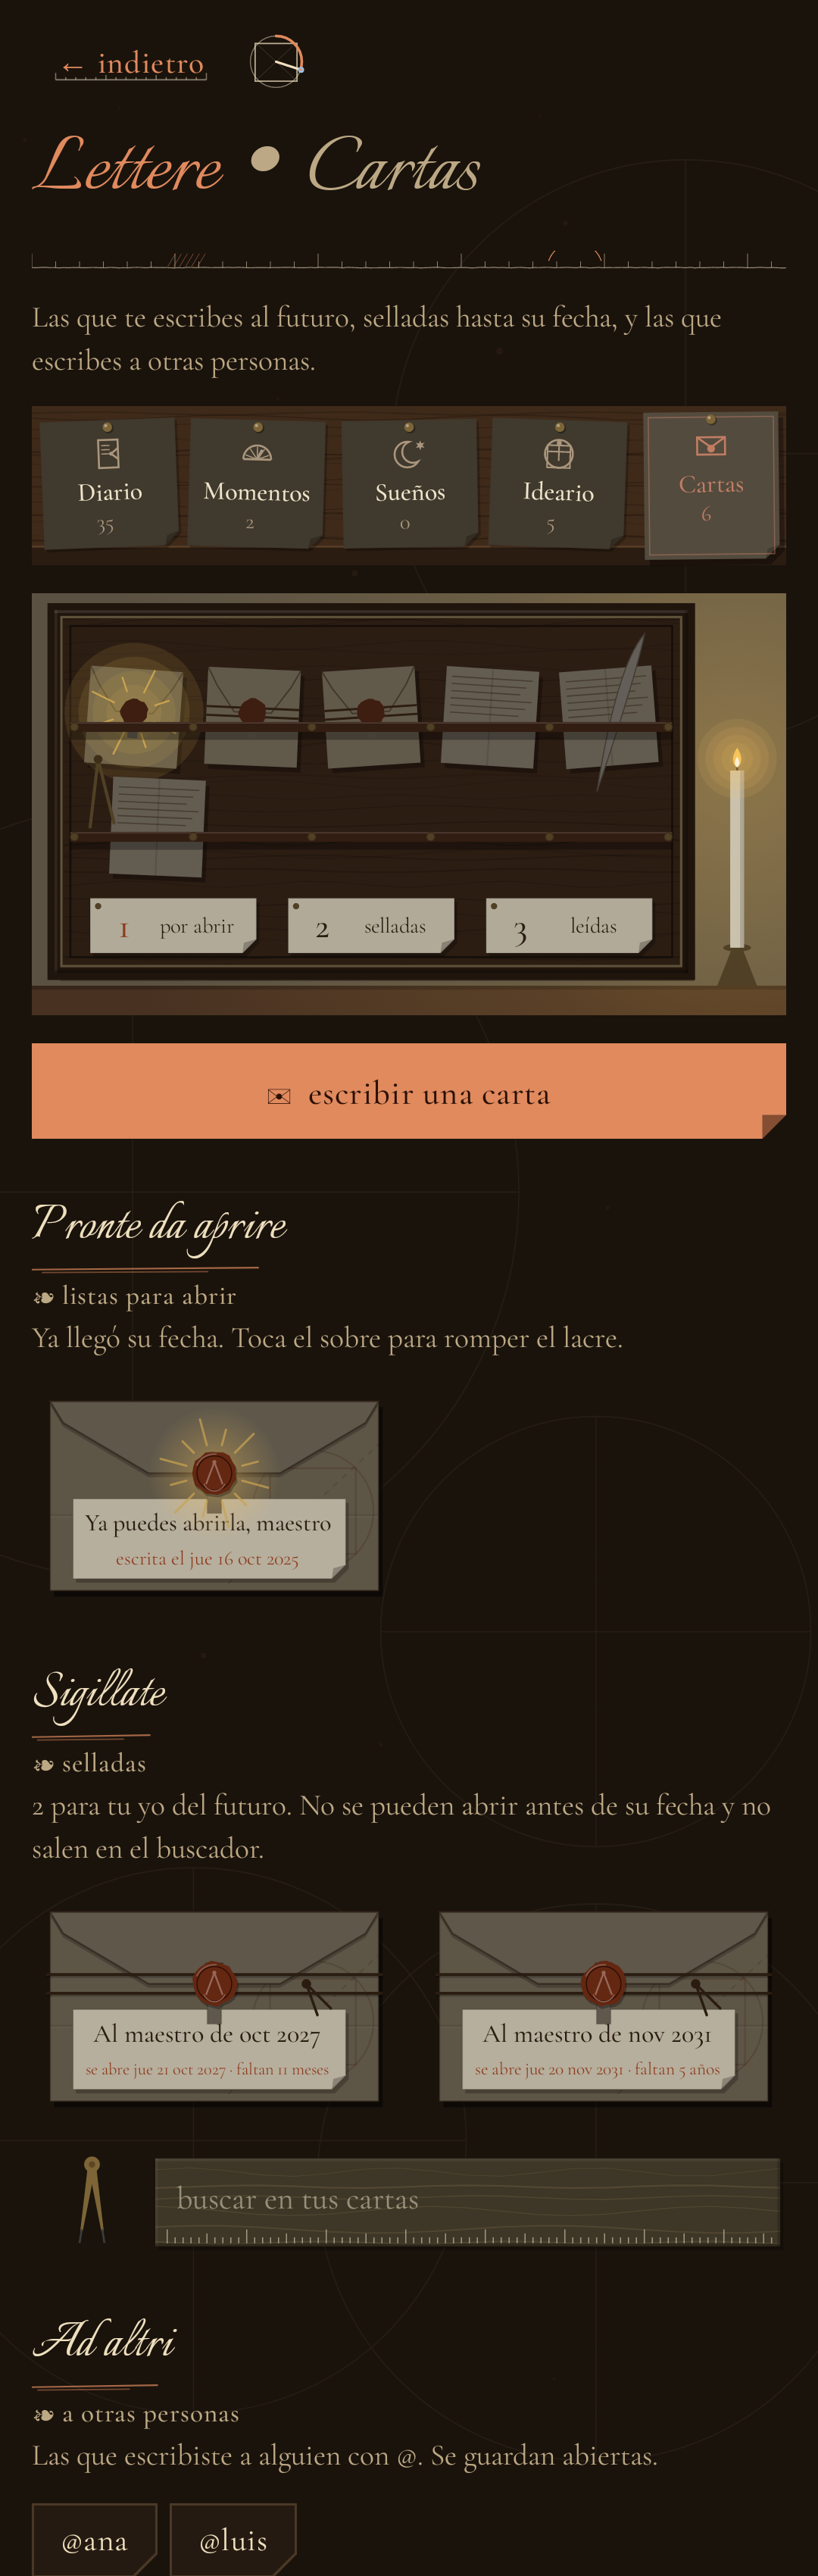 ← indietro
Lettere • Cartas
Las que te escribes al futuro, selladas hasta su fecha, y las que
escribes a otras personas.
Diario
35
Momentos
2
Sueños
0
Ideario
5
Cartas
6
1 por abrir
2 selladas
3 leídas
✉ escribir una carta
Pronte da aprire
❧ listas para abrir
Ya llegó su fecha. Toca el sobre para romper el lacre.
Ya puedes abrirla, maestro
escrita el jue 16 oct 2025
Sigillate
❧ selladas
2 para tu yo del futuro. No se pueden abrir antes de su fecha y no
salen en el buscador.
Al maestro de oct 2027
se abre jue 21 oct 2027 · faltan 11 meses
Al maestro de nov 2031
se abre jue 20 nov 2031 · faltan 5 años
buscar en tus cartas
Ad altri
❧ a otras personas
Las que escribiste a alguien con @. Se guardan abiertas.
@ana
@luis